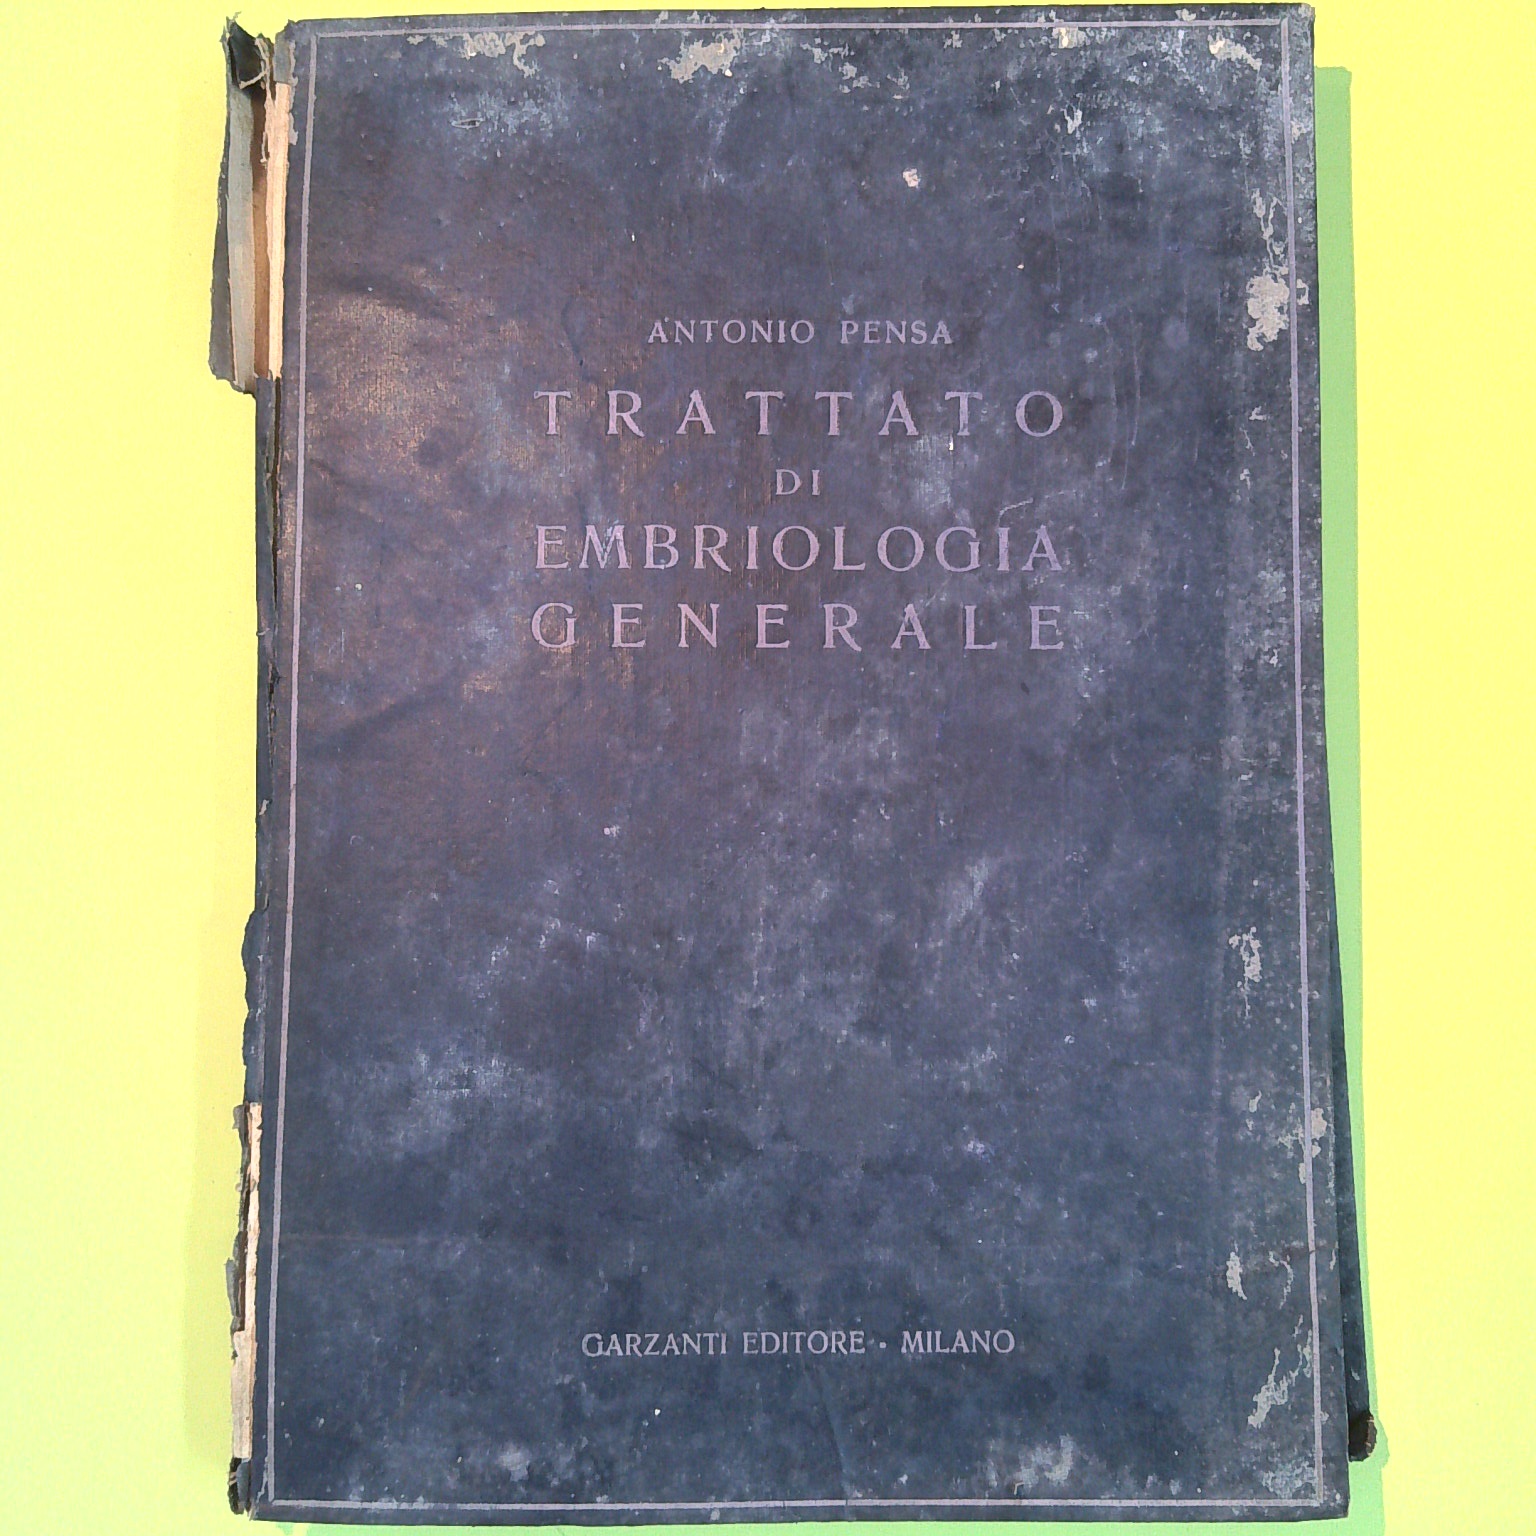 ANTONIO PENSA
TRATTATO
DI
EMBRIOLOGIA
GENERALE
GARZANTI EDITORE • MILANO